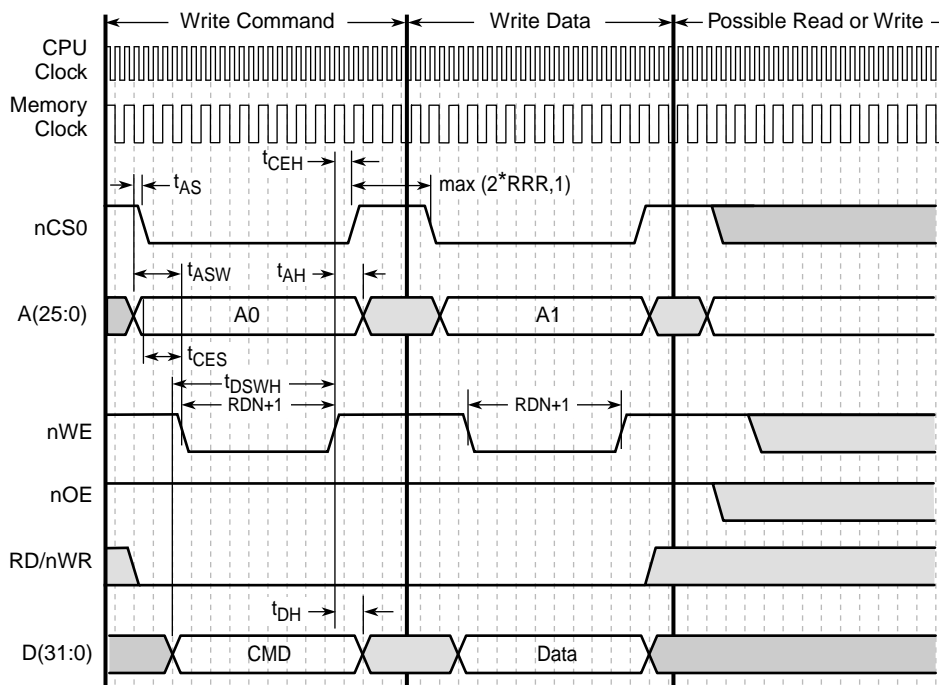 Write Command
Write Data
Possible Read or Write
CPU
Clock
Memory
Clock
tCEH
tAS
max (2*RRR,1)
nCS0
tASW
tAH
A(25:0)
A0
A1
tCES
tDSWH
RDN+1
RDN+1
nWE
nOE
RD/nWR
tDH
D(31:0)
CMD
Data